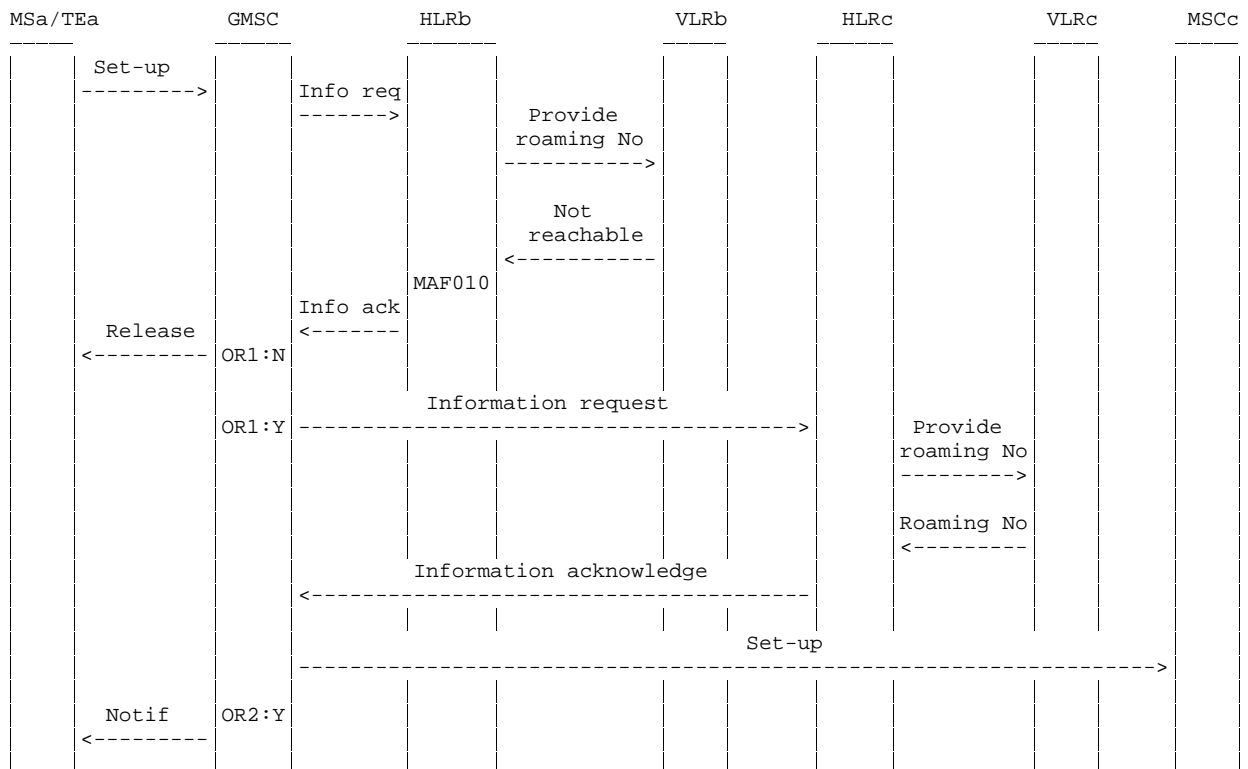 MSa/TEa GMSC HLRb VLRb HLRc VLRc MSCc
Set-up
Info req
Provide
roaming No
Not
reachable
MAF010
Info ack
Release
OR1:N
Information request
OR1:Y
Provide
roaming No
Roaming No
Information acknowledge
Set-up
Notif OR2:Y